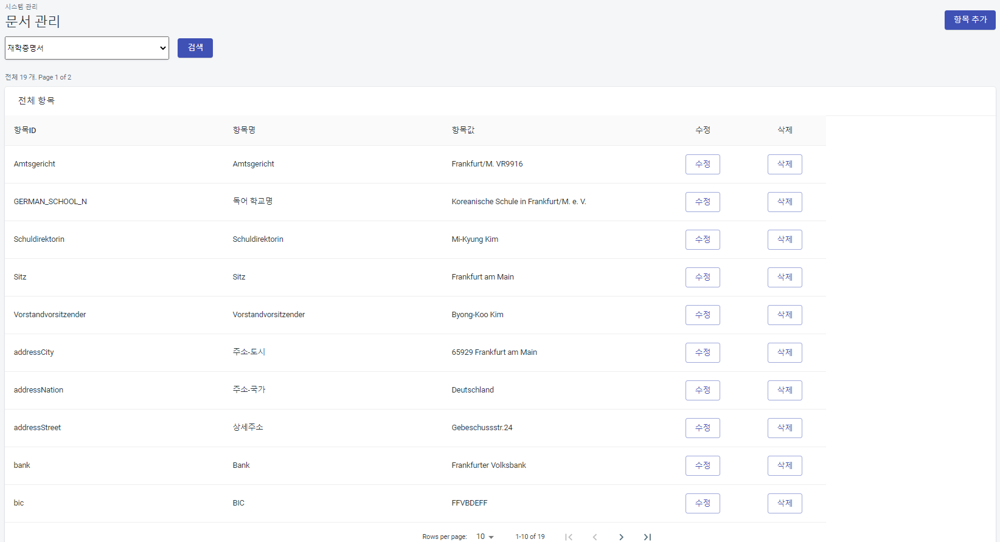 시스템 관리
문서 관리
항목 추가
재학증명서
검색
전체 19 개. Page 1 of 2
전체 항목
항목ID 항목명 항목값 수정 삭제
Amtsgericht Amtsgericht Frankfurt/M. VR9916 수정 삭제
GERMAN_SCHOOL_N 독어 학교명 Koreanische Schule in Frankfurt/M. e. V. 수정 삭제
Schuldirektorin Schuldirektorin Mi-Kyung Kim 수정 삭제
Sitz Sitz Frankfurt am Main 수정 삭제
Vorstandvorsitzender Vorstandvorsitzender Byong-Koo Kim 수정 삭제
addressCity 주소-도시 65929 Frankfurt am Main 수정 삭제
addressNation 주소-국가 Deutschland 수정 삭제
addressStreet 상세주소 Gebeschussstr.24 수정 삭제
bank Bank Frankfurter Volksbank 수정 삭제
bic BIC FFVBDEFF 수정 삭제
Rows per page: 10 1-10 of 19